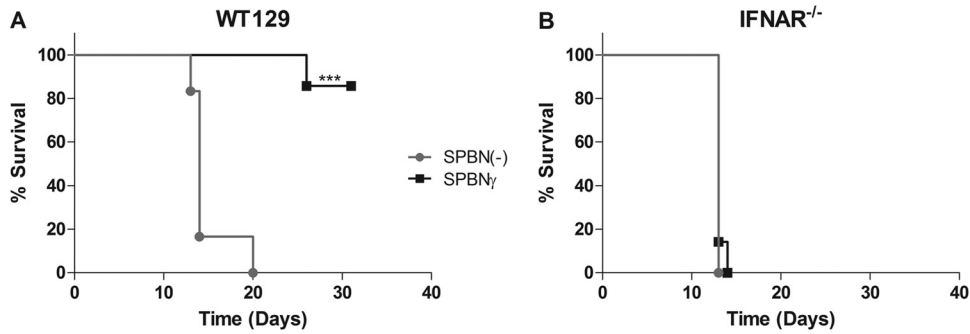 A
WT129
% Survival
100
80
60
40
20
0
0 10 20 30 40
Time (Days)
***
SPBN(-)
SPBNγ
B
IFNAR-/-
% Survival
100
80
60
40
20
0
0 10 20 30 40
Time (Days)